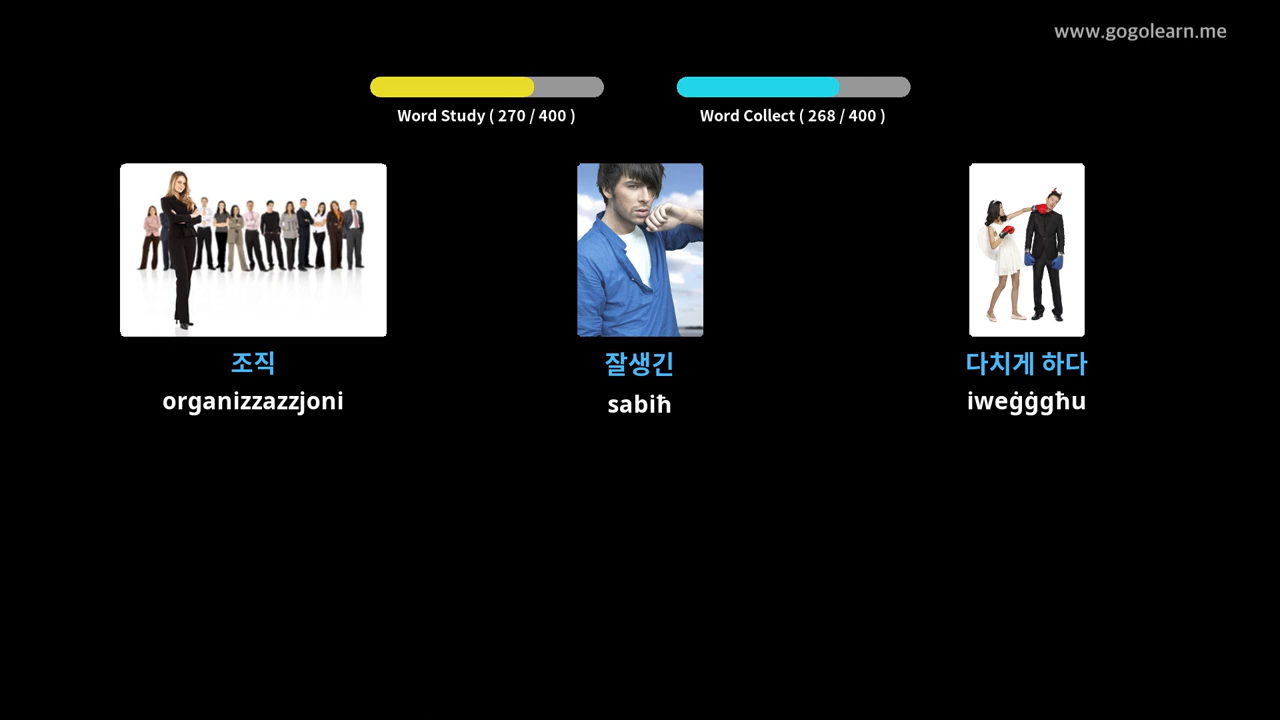 www.gogolearn.me
Word Study ( 270 / 400 )
Word Collect ( 268 / 400 )
조직
잘생긴
다치게 하다
organizzazzjoni
sabiħ
iweġġgħu